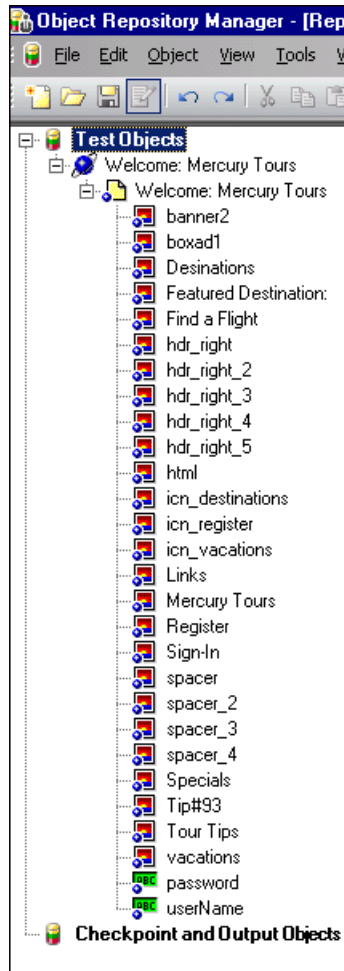 Object Repository Manager - [Rep
File Edit Object View Tools
Test Objects
Welcome: Mercury Tours
Welcome: Mercury Tours
banner2
boxad1
Desinations
Featured Destination:
Find a Flight
hdr_right
hdr_right_2
hdr_right_3
hdr_right_4
hdr_right_5
html
icn_destinations
icn_register
icn_vacations
Links
Mercury Tours
Register
Sign-In
spacer
spacer_2
spacer_3
spacer_4
Specials
Tip#93
Tour Tips
vacations
ABC password
ABC userName
Checkpoint and Output Objects